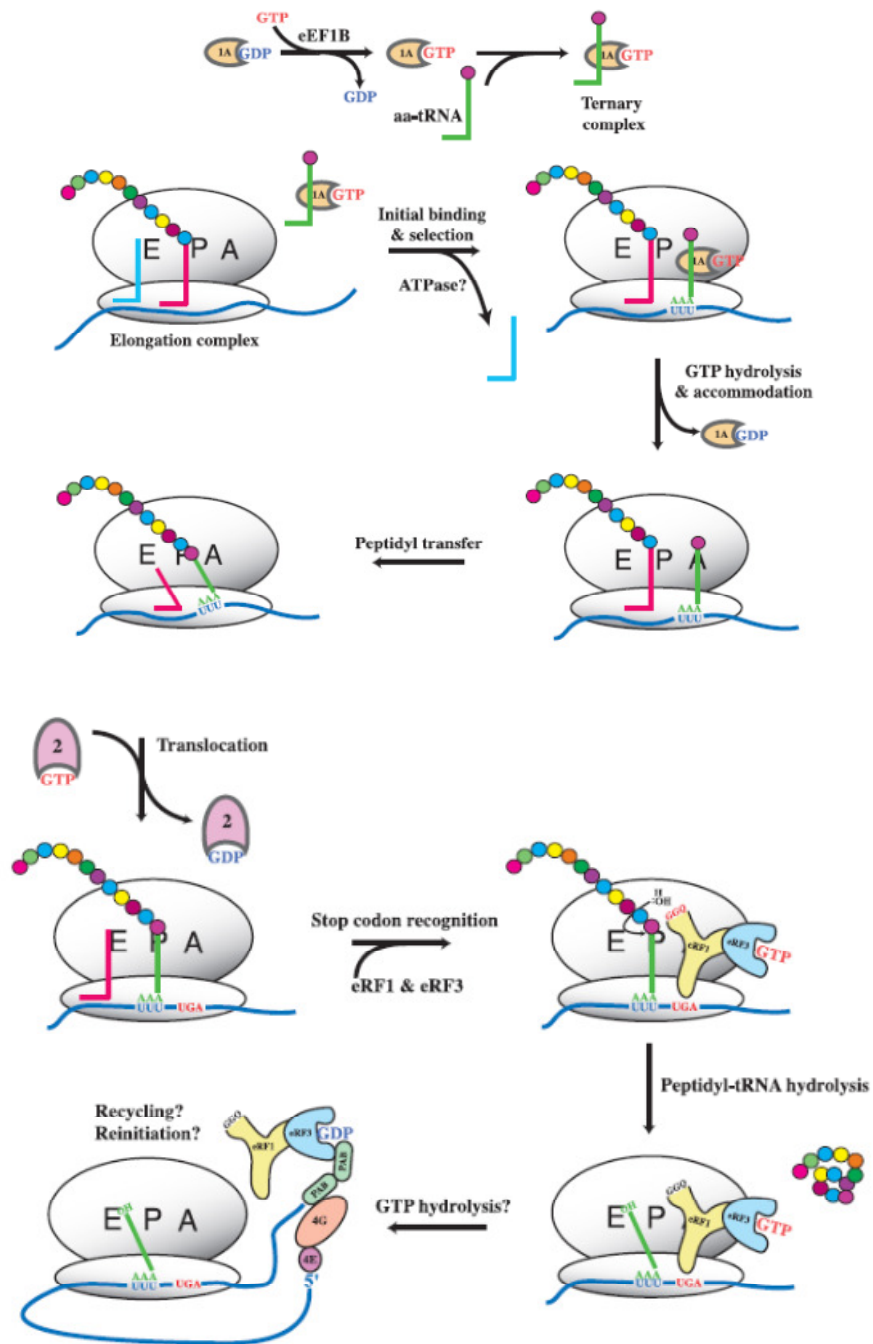 GTP
eEF1B
1A GDP
1A GTP
1A GTP
GDP
aa-tRNA
Ternary
complex
1A GTP
E P A
Initial binding
& selection
ATPase?
Elongation complex
E P
1A GTP
AAA
UUU
GTP hydrolysis
& accommodation
1A GDP
E P A
AAA
UUU
Peptidyl transfer
E P A
AAA
UUU
2
GTP
Translocation
2
GDP
E P A
AAA
UUU UGA
Stop codon recognition
eRF1 & eRF3
H
:OH
GGQ
E P
eRF1 eRF3 GTP
AAA
UUU UGA
Peptidyl-tRNA hydrolysis
Recycling?
Reinitiation?
GGQ
eRF1 eRF3 GDP
PAB
PAB
4G
4E
5'
OH
E P A
AAA
UUU UGA
GTP hydrolysis?
OH
GGQ
E P
eRF1 eRF3 GTP
AAA
UUU UGA